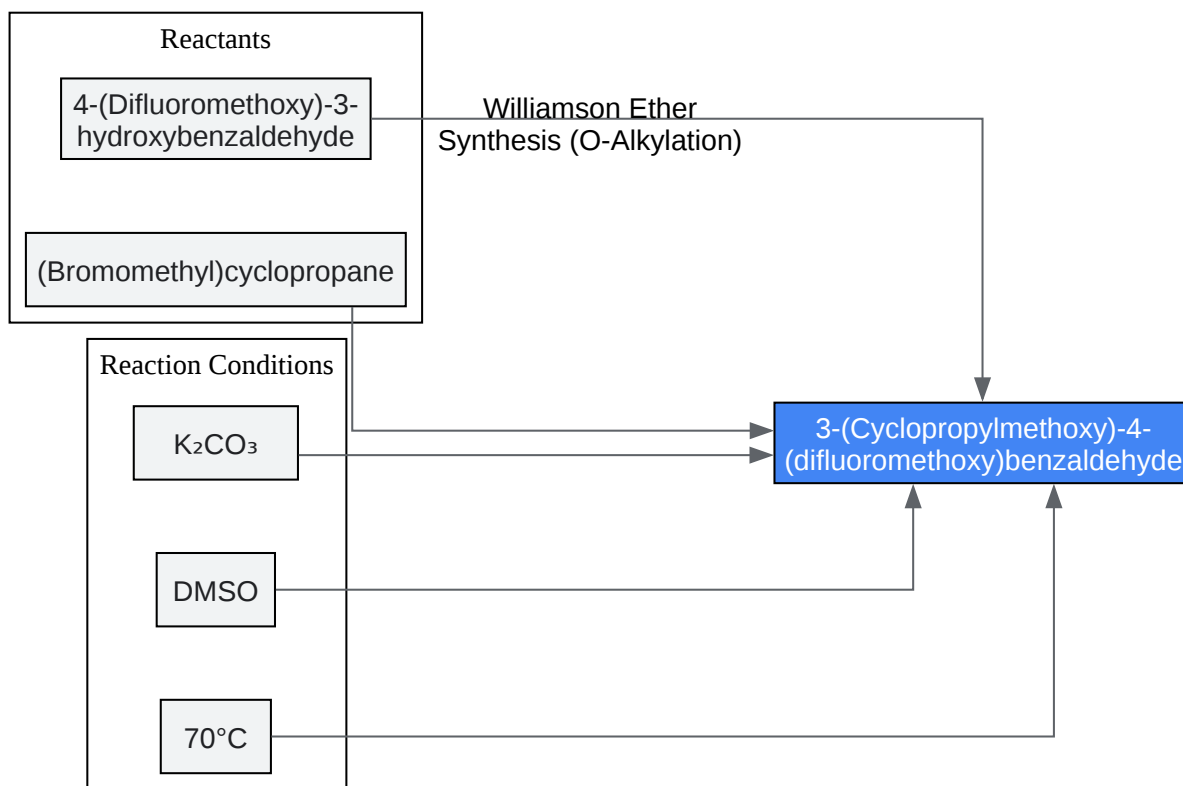 Reactants
4-(Difluoromethoxy)-3-
hydroxybenzaldehyde
Williamson Ether
Synthesis (O-Alkylation)
(Bromomethyl)cyclopropane
Reaction Conditions
K₂CO₃
3-(Cyclopropylmethoxy)-4-
(difluoromethoxy)benzaldehyde
DMSO
70°C